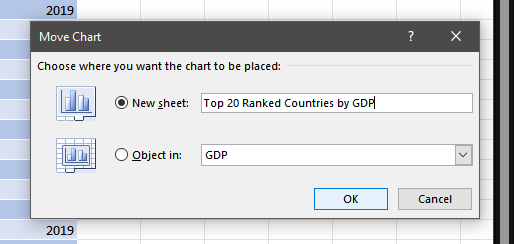 2019
Move Chart
?
Choose where you want the chart to be placed:
New sheet: Top 20 Ranked Countries by GDP
Object in: GDP
OK Cancel
2019